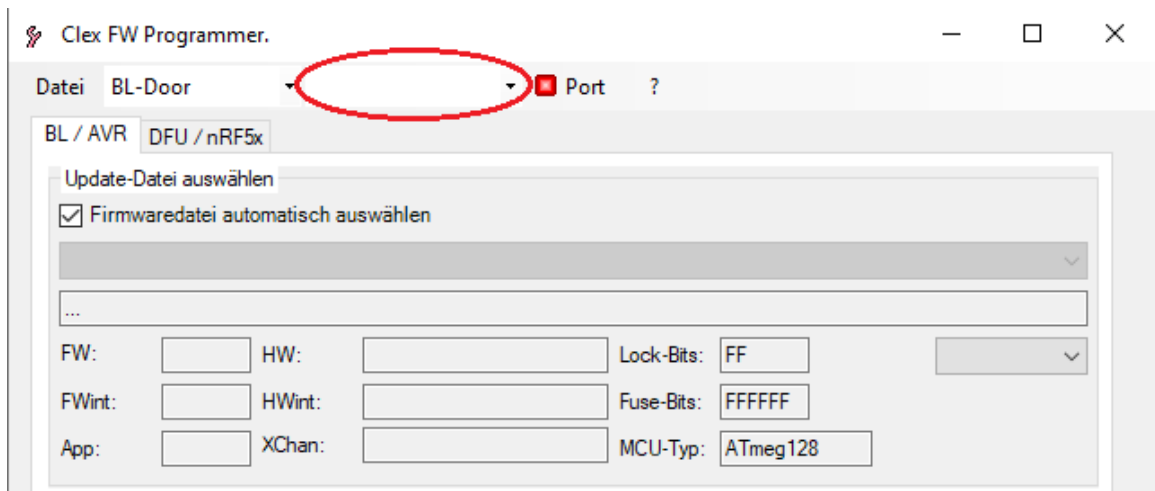 Clex FW Programmer.
Datei BL-Door Port ?
BL / AVR DFU / nRF5x
Update-Datei auswählen
Firmwaredatei automatisch auswählen
...
FW: HW: Lock-Bits: FF
FWint: HWint: Fuse-Bits: FFFFFF
App: XChan: MCU-Typ: ATmeg128